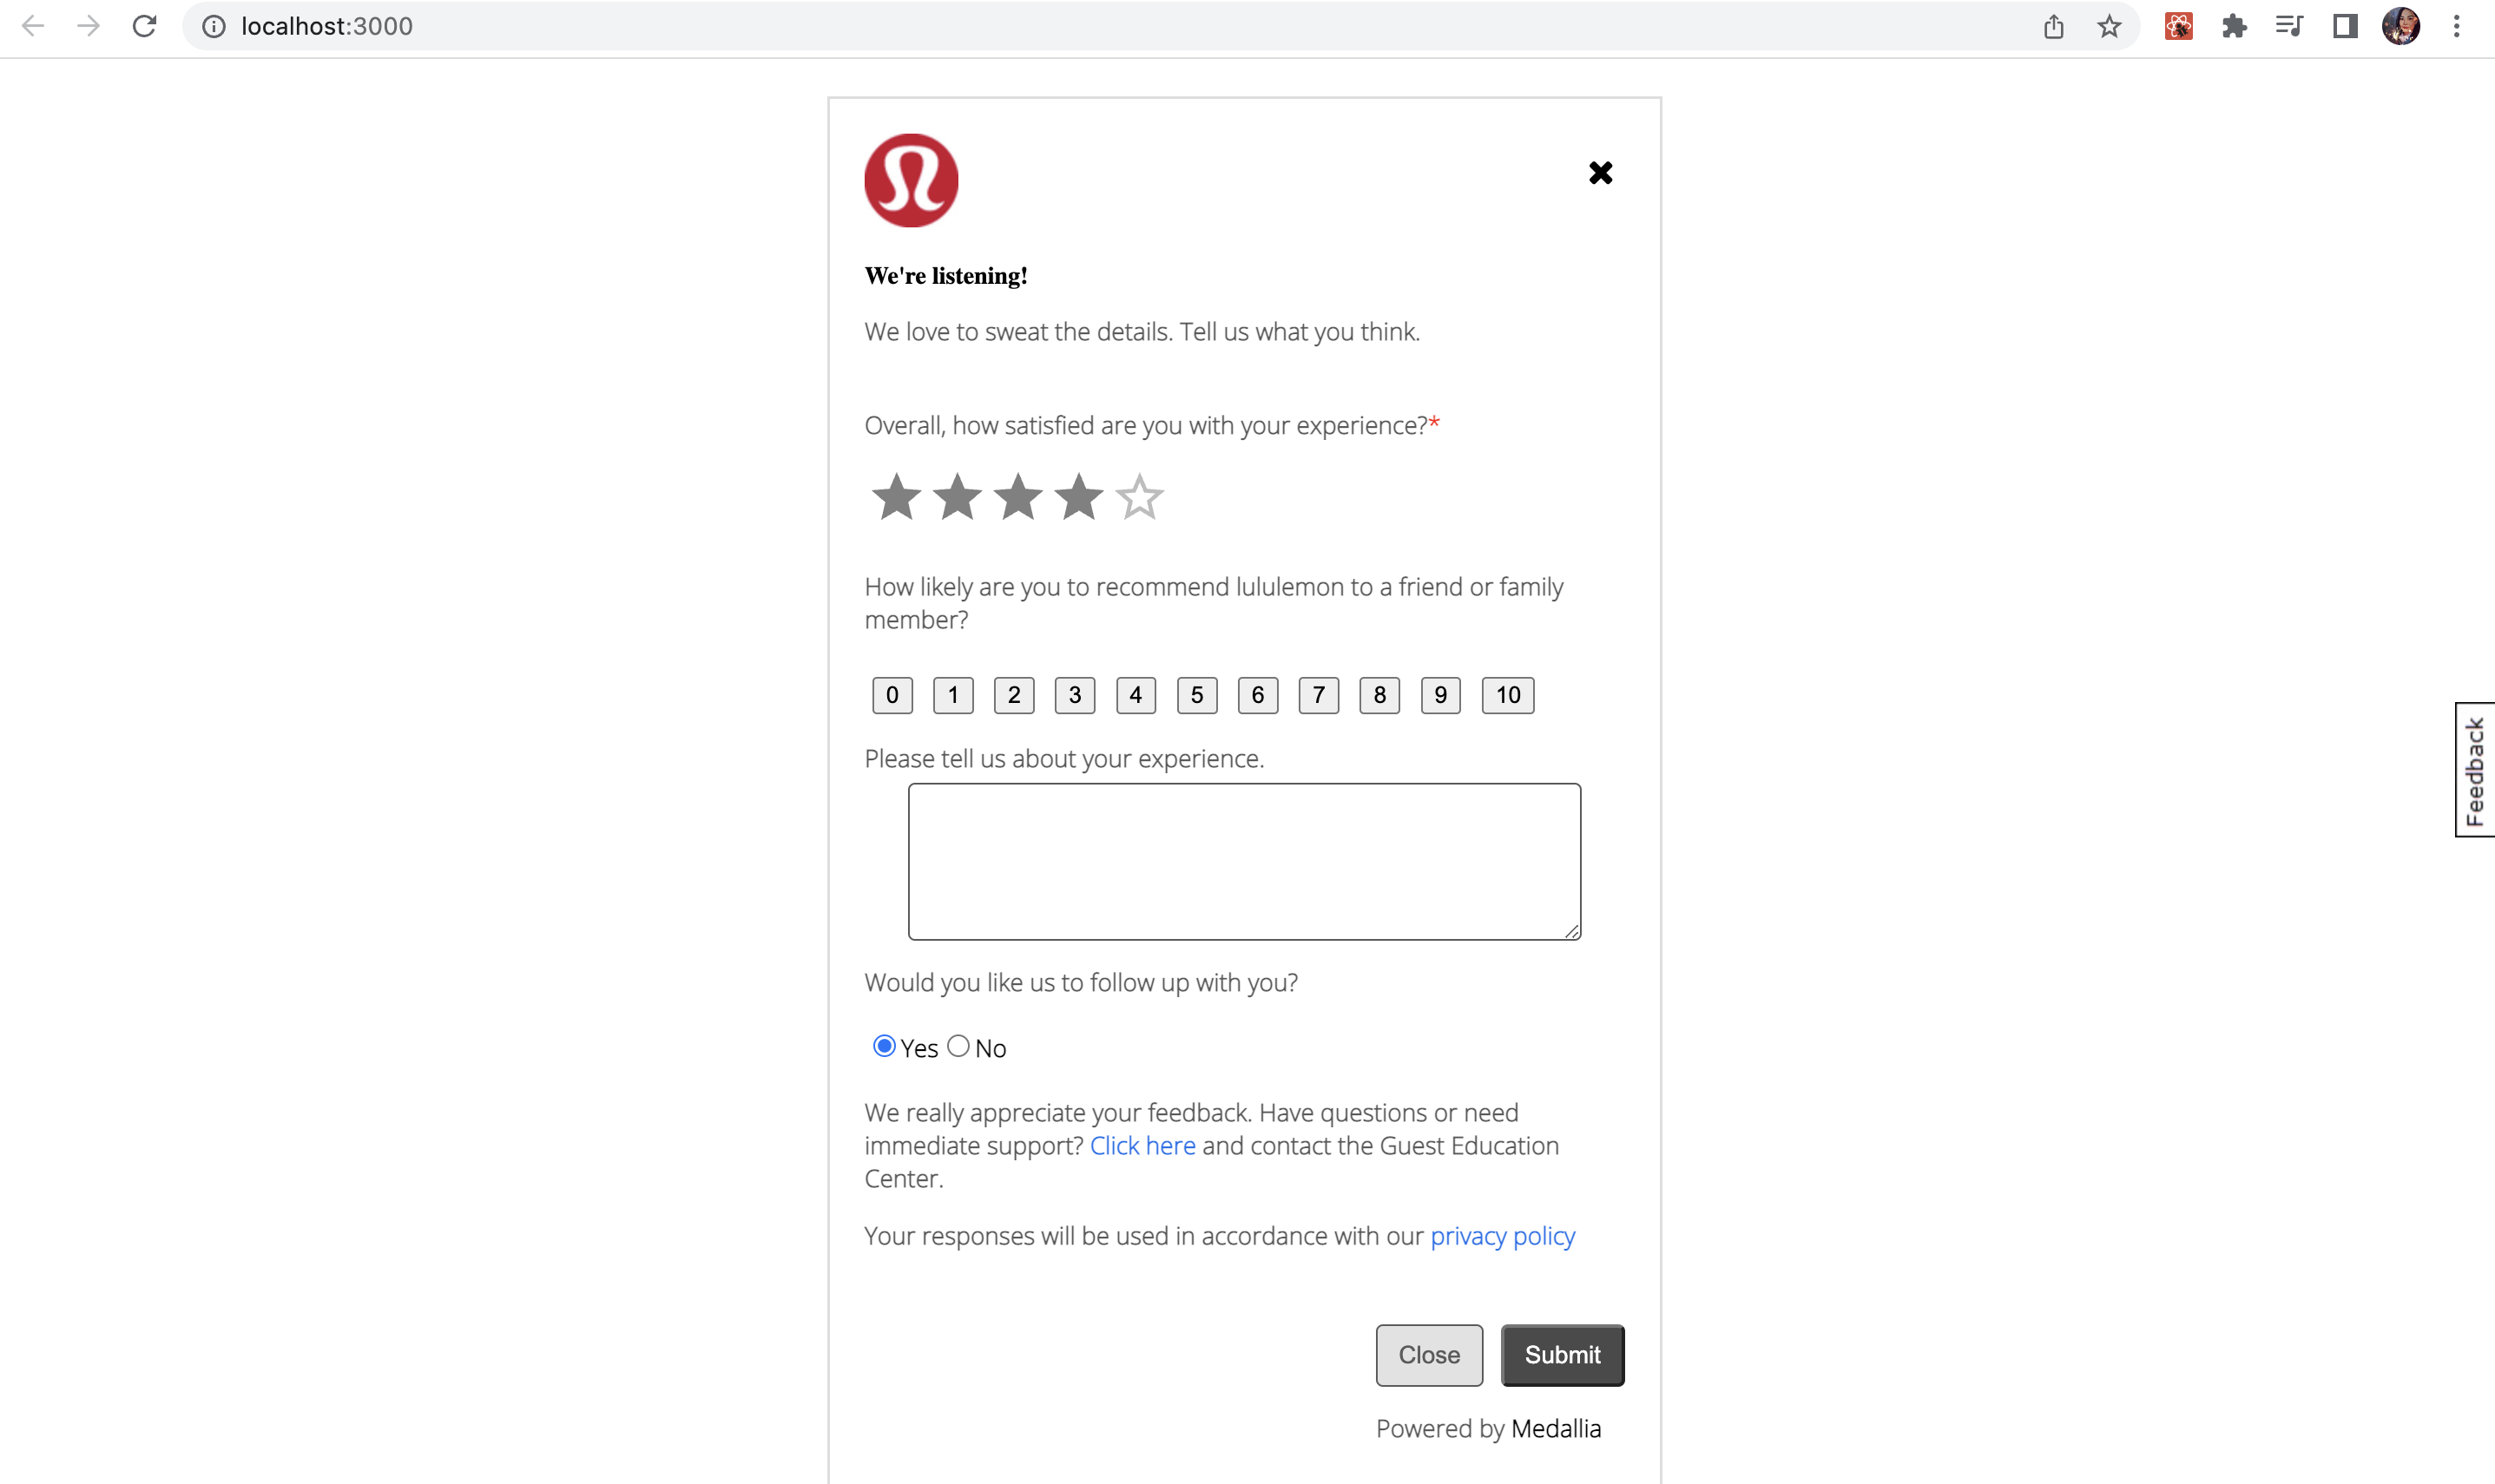 localhost:3000
We're listening!
We love to sweat the details. Tell us what you think.
Overall, how satisfied are you with your experience?*
How likely are you to recommend lululemon to a friend or family
member?
0 1 2 3 4 5 6 7 8 9 10
Feedback
Please tell us about your experience.
Would you like us to follow up with you?
Yes No
We really appreciate your feedback. Have questions or need
immediate support? Click here and contact the Guest Education
Center.
Your responses will be used in accordance with our privacy policy
Close Submit
Powered by Medallia